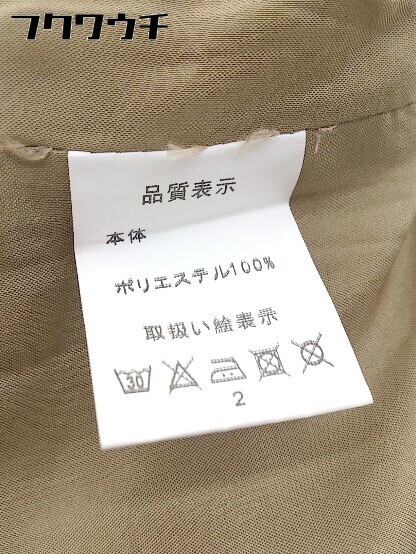 フクワウチ
品質表示
本体
ポリエステル100%
取扱い絵表示
30
2